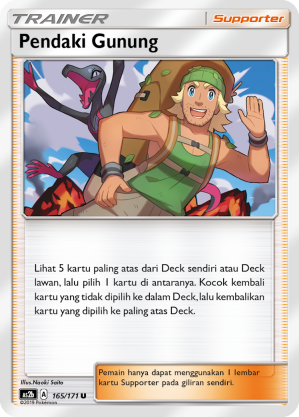 TRAINER Supporter
Pendaki Gunung
Lihat 5 kartu paling atas dari Deck sendiri atau Deck
lawan, lalu pilih 1 kartu di antaranya. Kocok kembali
kartu yang tidak dipilih ke dalam Deck, lalu kembalikan
kartu yang dipilih ke paling atas Deck.
Illus.Naoki Saito
as2b A 165/171 U
©2019 Pokémon
Pemain hanya dapat menggunakan 1 lembar
kartu Supporter pada giliran sendiri.